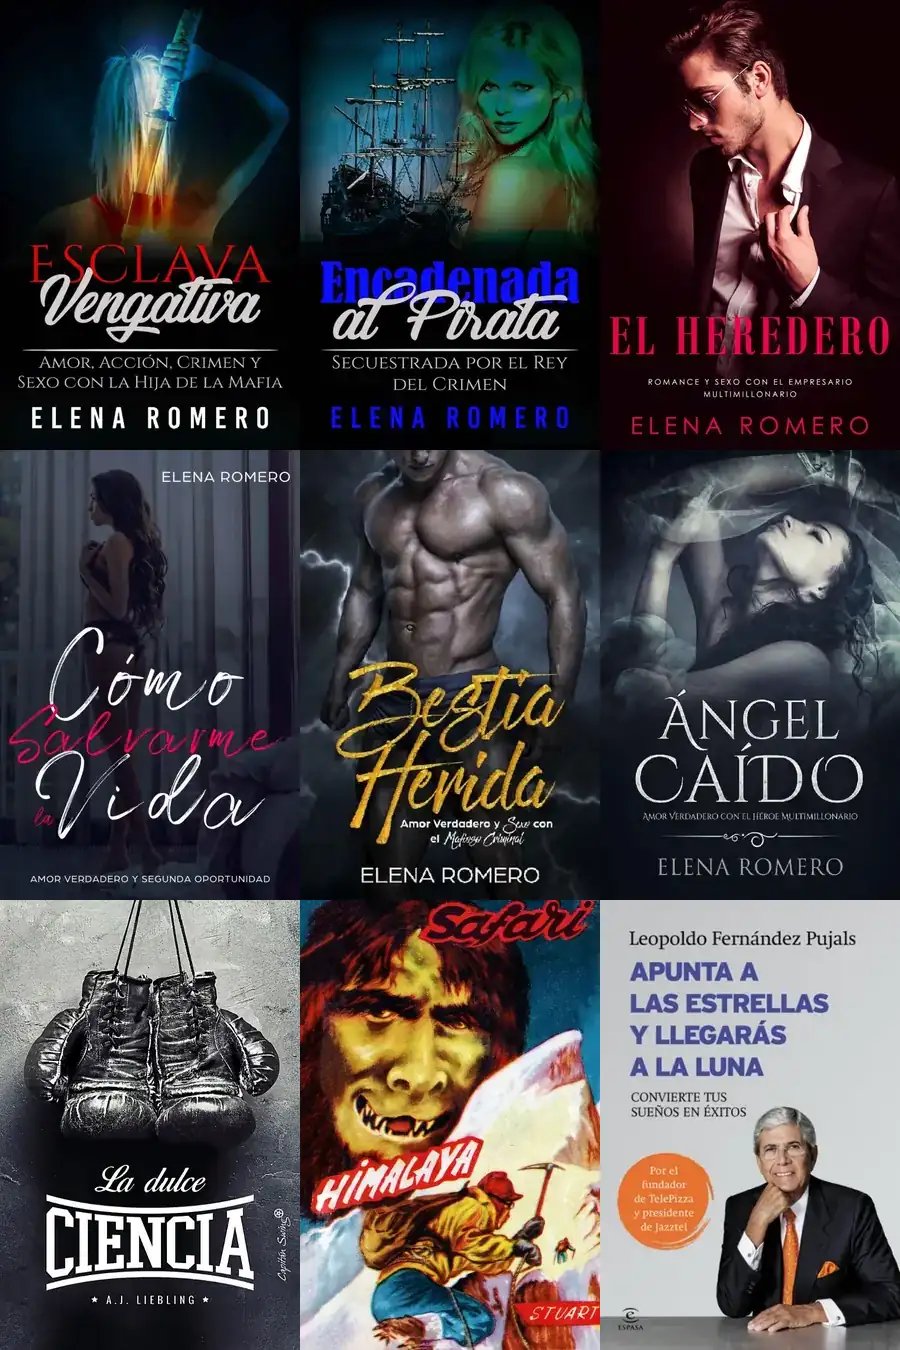 ESCLAVA
Vengativa
AMOR, ACCIÓN, CRIMEN Y
SEXO CON LA HIJA DE LA MAFIA
ELENA ROMERO
Encadenada
al Pirata
SECUESTRADA POR EL REY
DEL CRIMEN
ELENA ROMERO
EL HEREDERO
ROMANCE Y SEXO CON EL EMPRESARIO
MULTIMILLONARIO
ELENA ROMERO
ELENA ROMERO
Cómo
Salvarme
la Vida
AMOR VERDADERO Y SEGUNDA OPORTUNIDAD
Bestia
Herida
Amor Verdadero y Sexo con
el Mafioso Criminal
ELENA ROMERO
ÁNGEL
CAÍDO
AMOR VERDADERO CON EL HÉROE MULTIMILLONARIO
ELENA ROMERO
La dulce
CIENCIA
A.J. LIEBLING
Capitán Swing
Safari
HIMALAYA
STUART
Leopoldo Fernández Pujals
APUNTA A
LAS ESTRELLAS
Y LLEGARÁS
A LA LUNA
CONVIERTE TUS
SUEÑOS EN ÉXITOS
Por el
fundador
de TelePizza
y presidente
de Jazztel
e
ESPASA